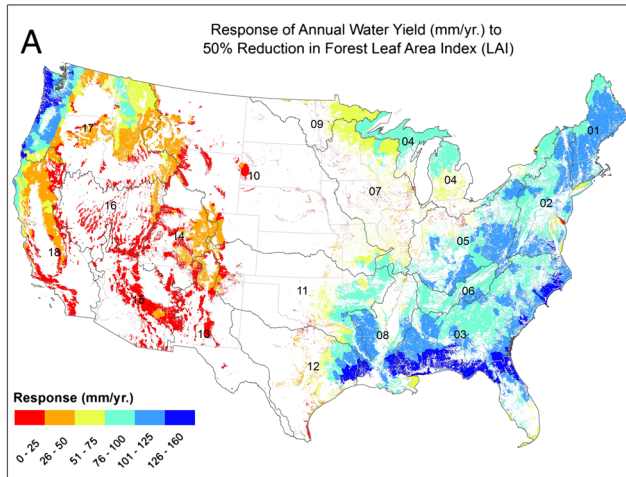 A
Response of Annual Water Yield (mm/yr.) to
50% Reduction in Forest Leaf Area Index (LAI)
09
01
04
17
10
04
07
02
16
14
05
18
11
06
15
13
08
03
12
Response (mm/yr.)
0 - 25
26 - 50
51 - 75
76 - 100
101 - 125
126 - 160